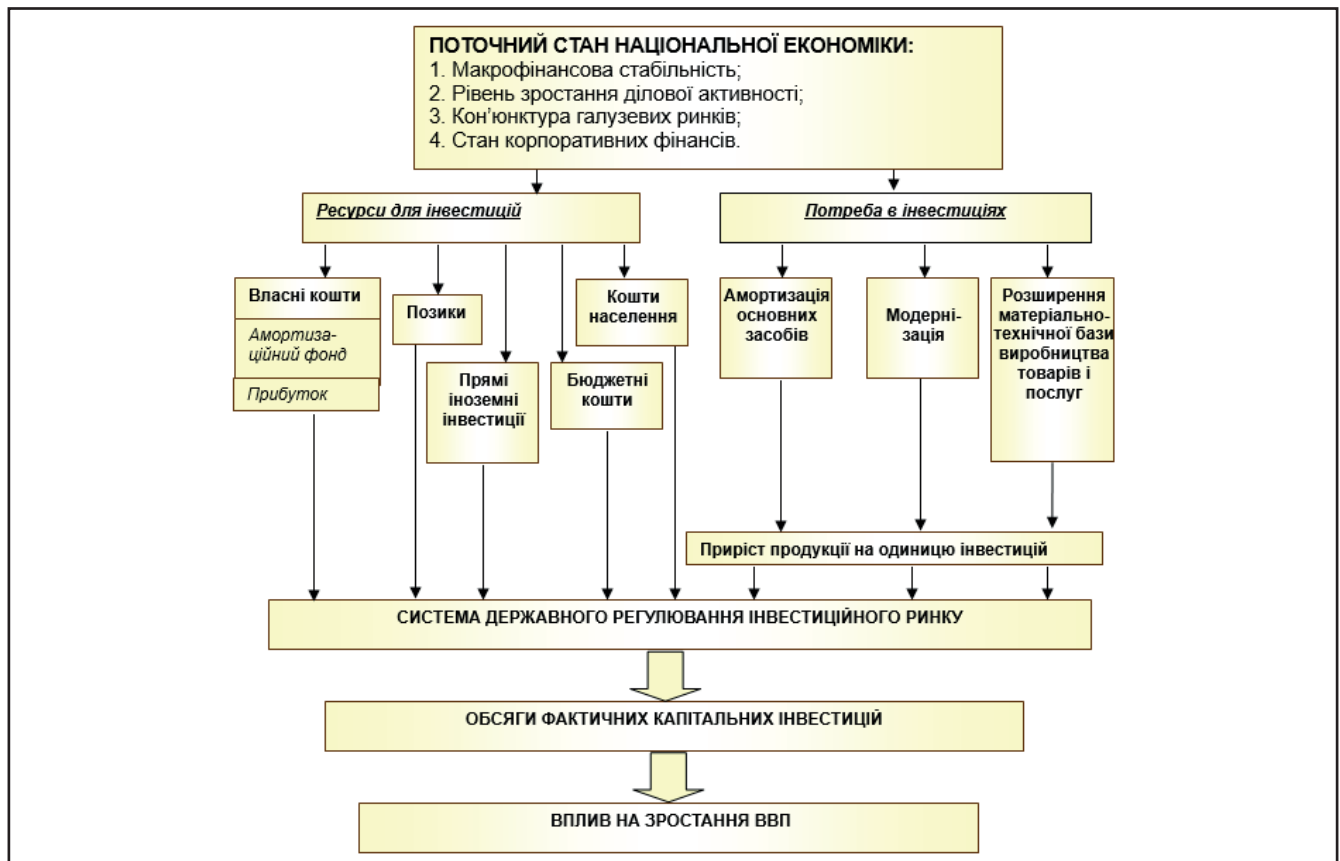 ПОТОЧНИЙ СТАН НАЦІОНАЛЬНОЇ ЕКОНОМІКИ:
1. Макрофінансова стабільність;
2. Рівень зростання ділової активності;
3. Кон’юнктура галузевих ринків;
4. Стан корпоративних фінансів.
Ресурси для інвестицій
Потреба в інвестиціях
Власні кошти
Амортиза-
ційний фонд
Прибуток
Позики
Прямі
іноземні
інвестиції
Бюджетні
кошти
Кошти
населення
Амортизація
основних
засобів
Модерні-
зація
Розширення
матеріально-
технічної бази
виробництва
товарів і
послуг
Приріст продукції на одиницю інвестицій
СИСТЕМА ДЕРЖАВНОГО РЕГУЛЮВАННЯ ІНВЕСТИЦІЙНОГО РИНКУ
ОБСЯГИ ФАКТИЧНИХ КАПІТАЛЬНИХ ІНВЕСТИЦІЙ
ВПЛИВ НА ЗРОСТАННЯ ВВП